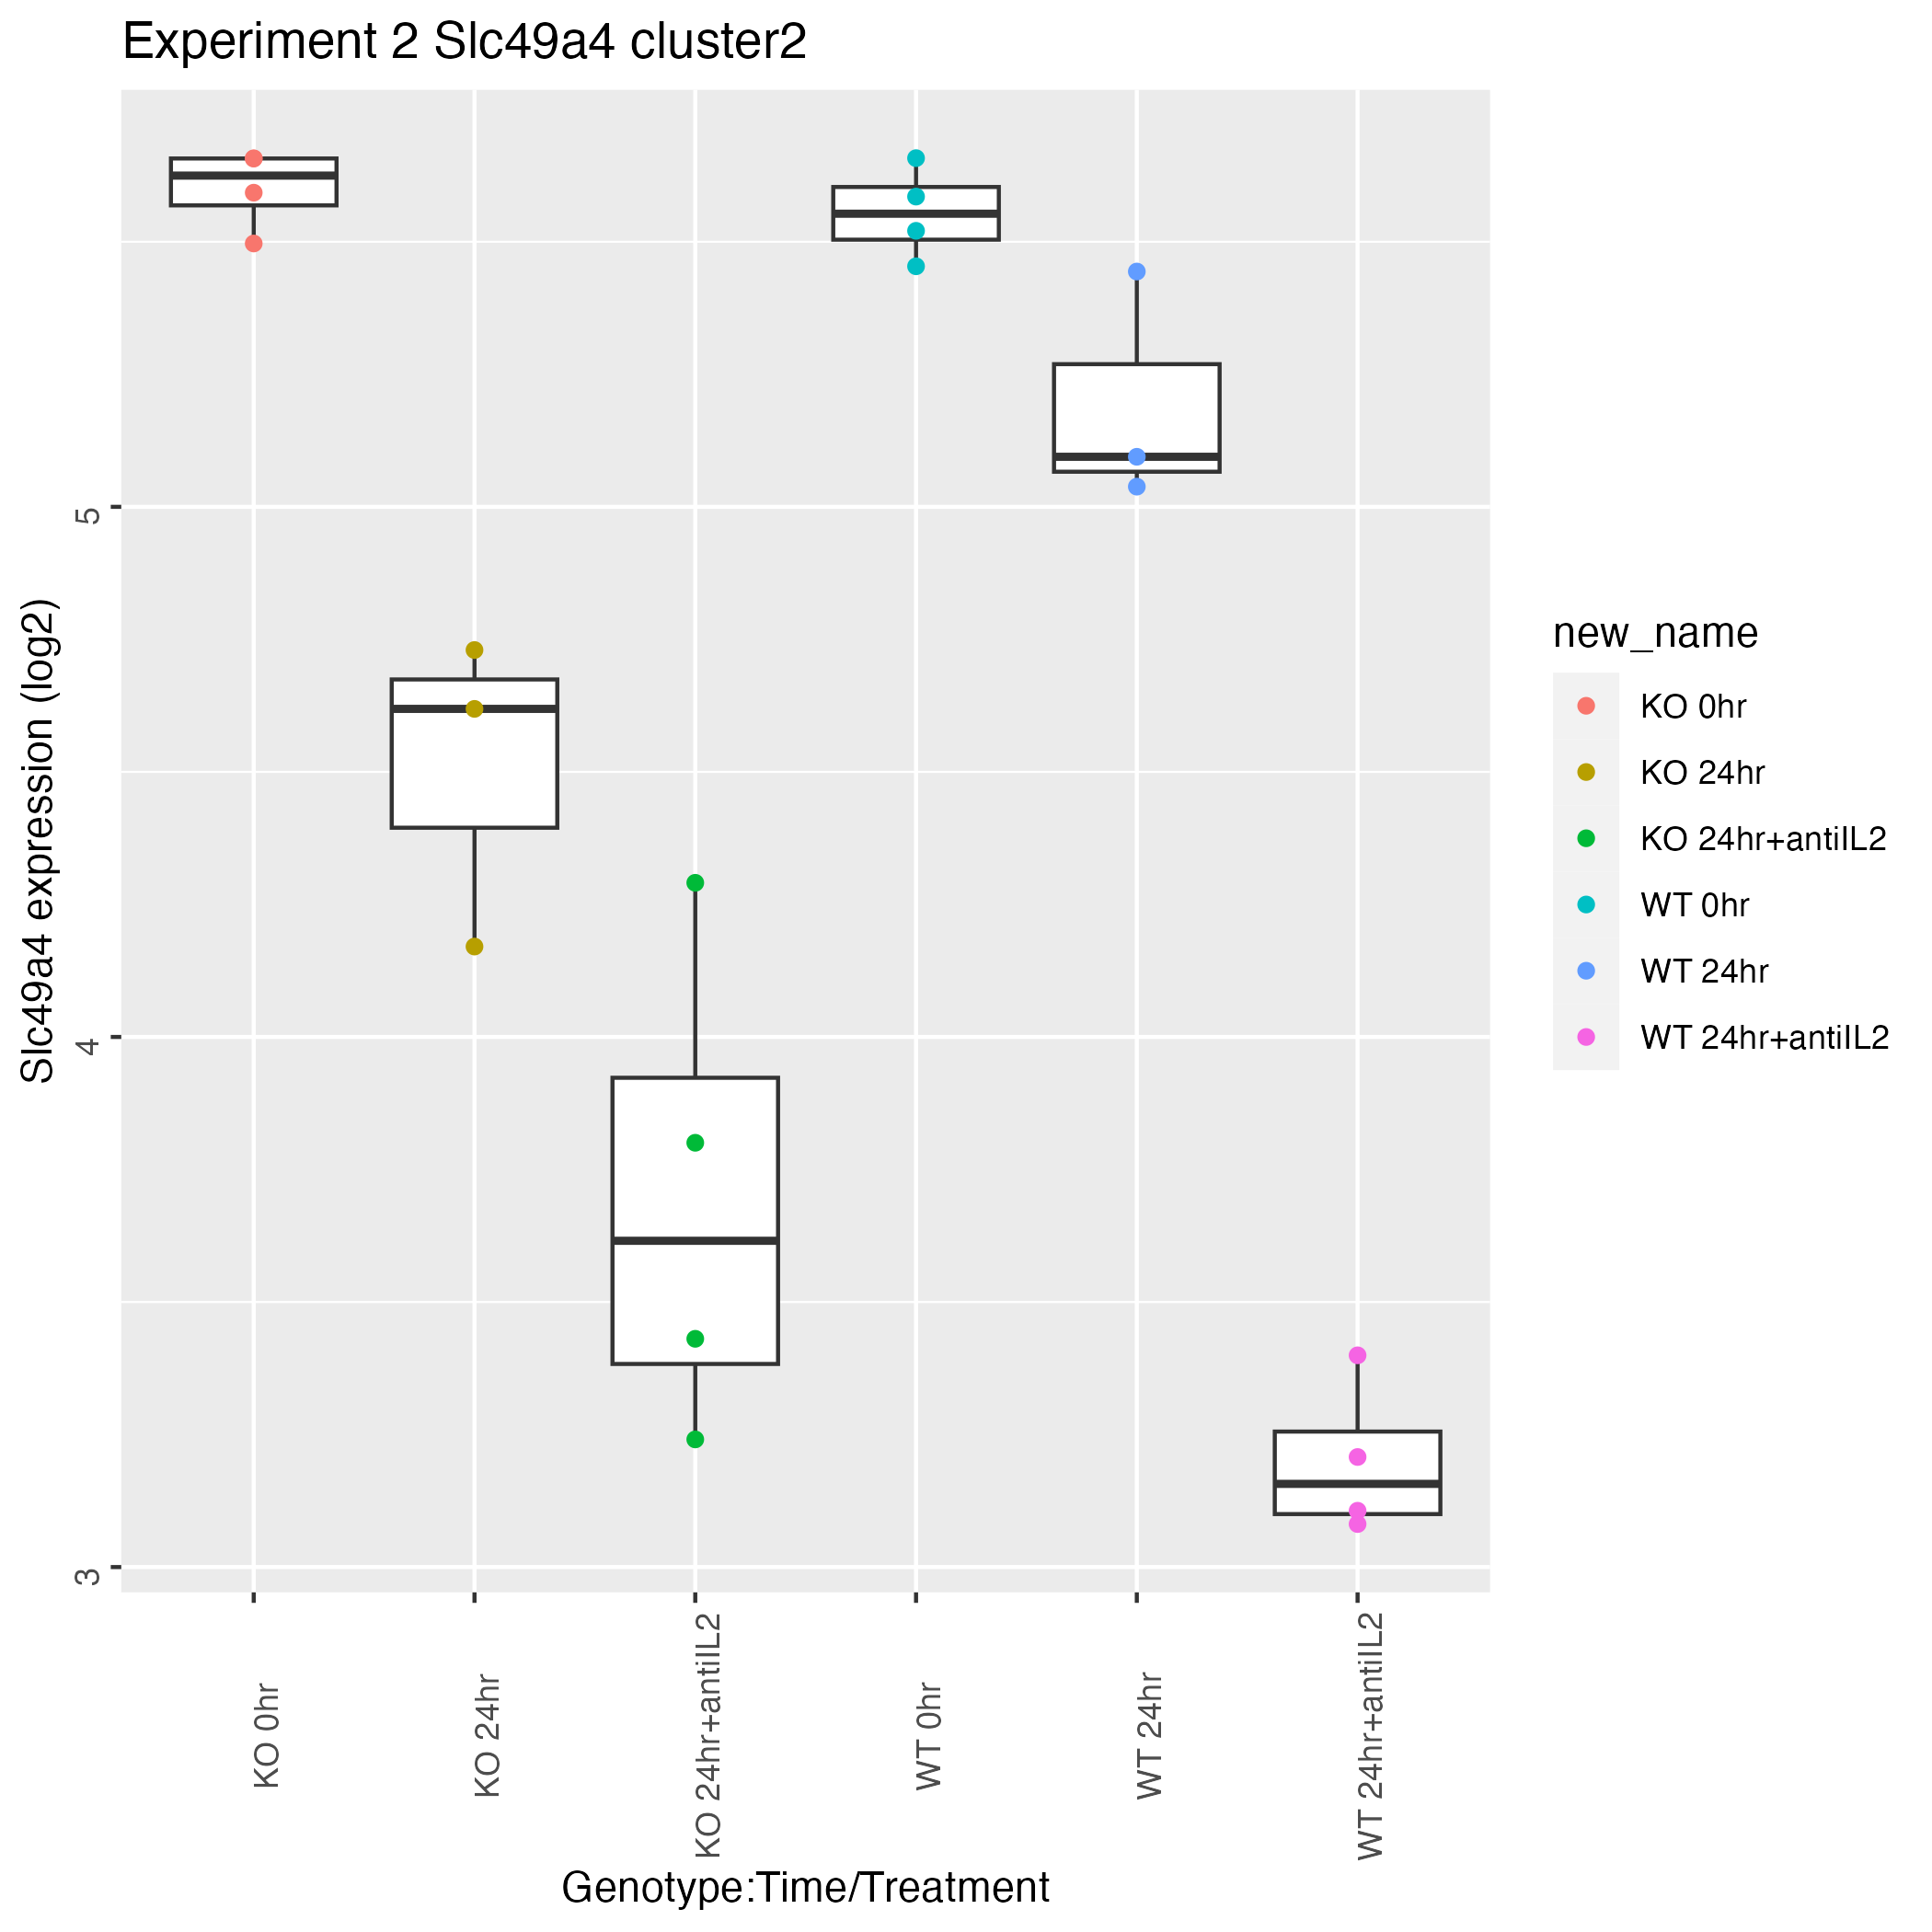 Experiment 2 Slc49a4 cluster2
Slc49a4 expression (log2)
5
4
3
KO 0hr
KO 24hr
KO 24hr+antiIL2
WT 0hr
WT 24hr
WT 24hr+antiIL2
Genotype:Time/Treatment
new_name
KO 0hr
KO 24hr
KO 24hr+antiIL2
WT 0hr
WT 24hr
WT 24hr+antiIL2